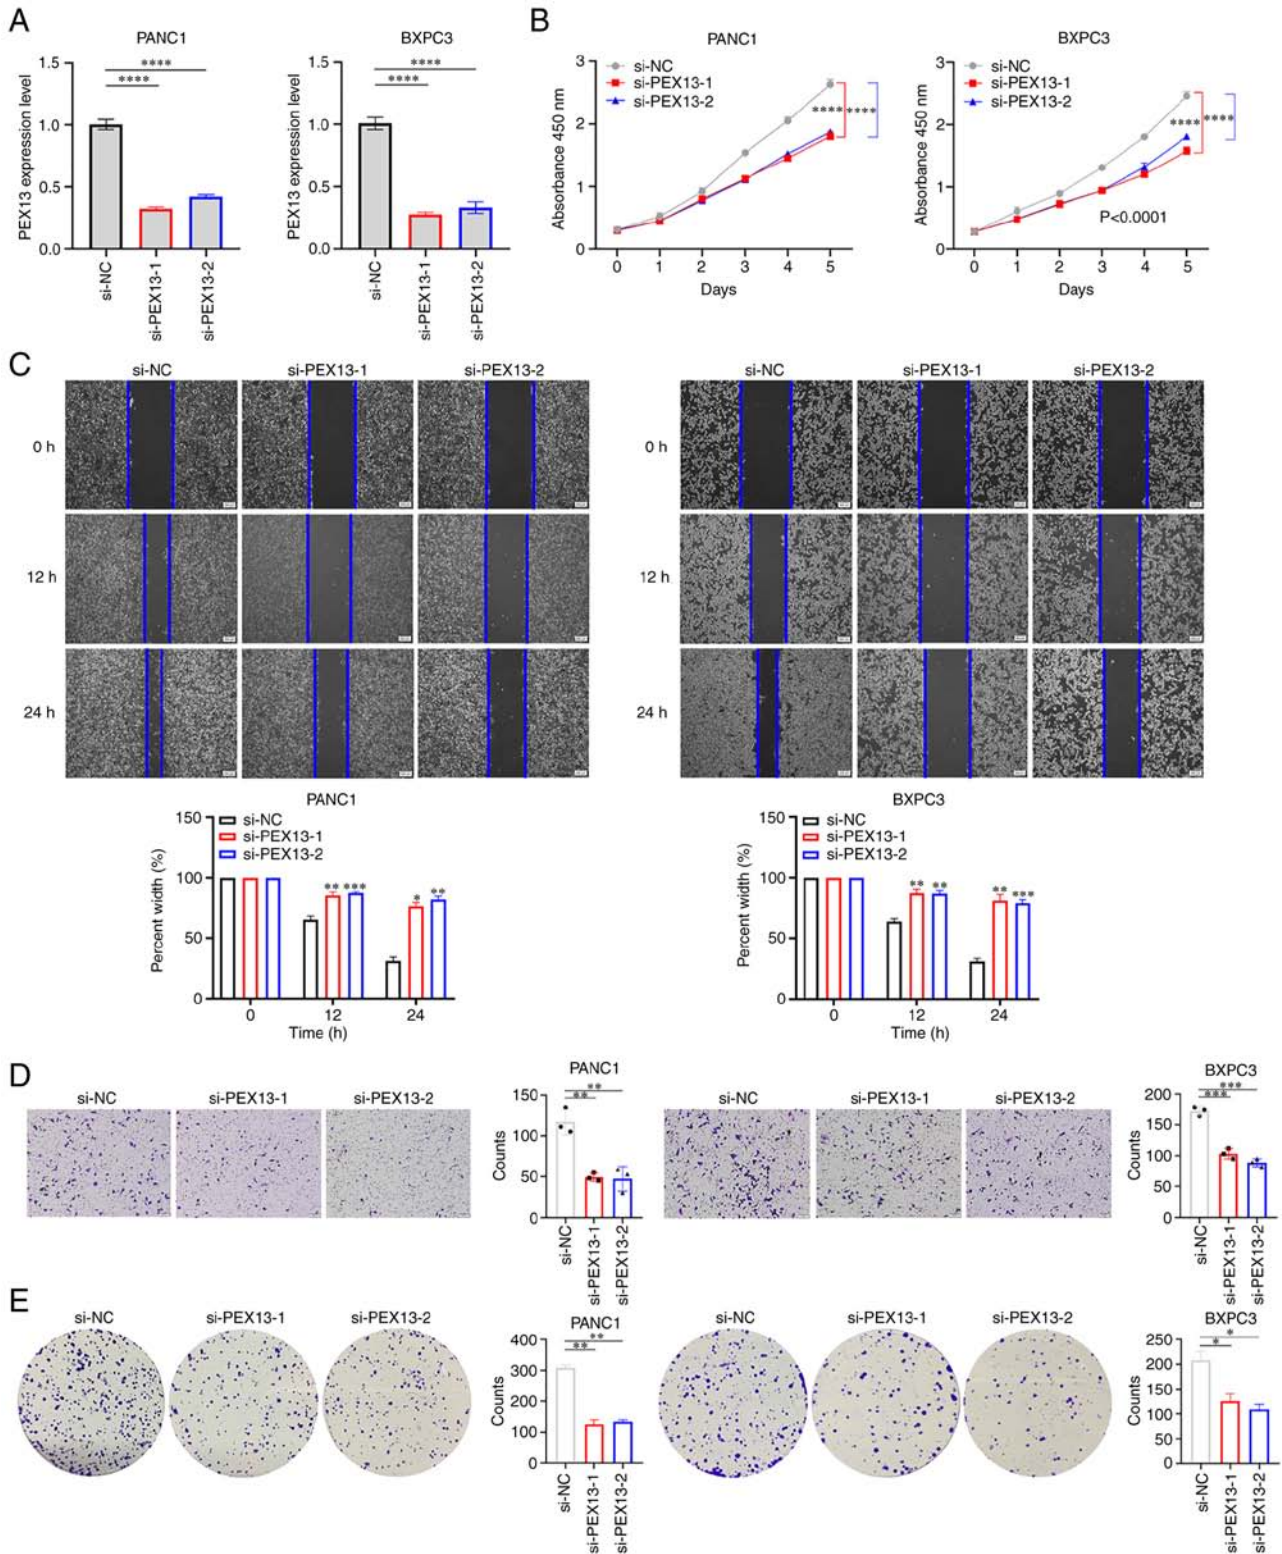 A
PANC1
PEX13 expression level
1.5
1.0
0.5
0.0
****
****
si-NC
si-PEX13-1
si-PEX13-2
BXPC3
PEX13 expression level
1.5
1.0
0.5
0.0
****
****
si-NC
si-PEX13-1
si-PEX13-2
B
PANC1
Absorbance 450 nm
3
2
1
0
si-NC
si-PEX13-1
si-PEX13-2
**** ****
0 1 2 3 4 5
Days
BXPC3
Absorbance 450 nm
3
2
1
0
si-NC
si-PEX13-1
si-PEX13-2
**** ****
P<0.0001
0 1 2 3 4 5
Days
C
si-NC si-PEX13-1 si-PEX13-2
0 h
12 h
24 h
si-NC si-PEX13-1 si-PEX13-2
0 h
12 h
24 h
PANC1
Percent width (%)
150
100
50
0
si-NC
si-PEX13-1
si-PEX13-2
** *** * **
0 12 24
Time (h)
BXPC3
Percent width (%)
150
100
50
0
si-NC
si-PEX13-1
si-PEX13-2
** ** ** ***
0 12 24
Time (h)
D
si-NC si-PEX13-1 si-PEX13-2
PANC1
Counts
150
100
50
0
**
**
si-NC
si-PEX13-1
si-PEX13-2
si-NC si-PEX13-1 si-PEX13-2
BXPC3
Counts
200
150
100
50
0
***
***
si-NC
si-PEX13-1
si-PEX13-2
E
si-NC si-PEX13-1 si-PEX13-2
PANC1
Counts
400
300
200
100
0
**
**
si-NC
si-PEX13-1
si-PEX13-2
si-NC si-PEX13-1 si-PEX13-2
BXPC3
Counts
250
200
150
100
50
0
*
*
si-NC
si-PEX13-1
si-PEX13-2